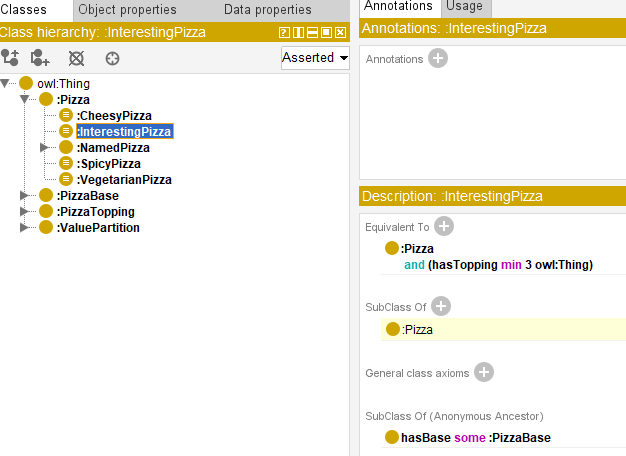 Classes Object properties Data properties
Class hierarchy: :InterestingPizza
Asserted
owl:Thing
:Pizza
:CheesyPizza
:InterestingPizza
:NamedPizza
:SpicyPizza
:VegetarianPizza
:PizzaBase
:PizzaTopping
:ValuePartition
Annotations Usage
Annotations: :InterestingPizza
Annotations
Description: :InterestingPizza
Equivalent To
:Pizza
and (hasTopping min 3 owl:Thing)
SubClass Of
:Pizza
General class axioms
SubClass Of (Anonymous Ancestor)
hasBase some :PizzaBase